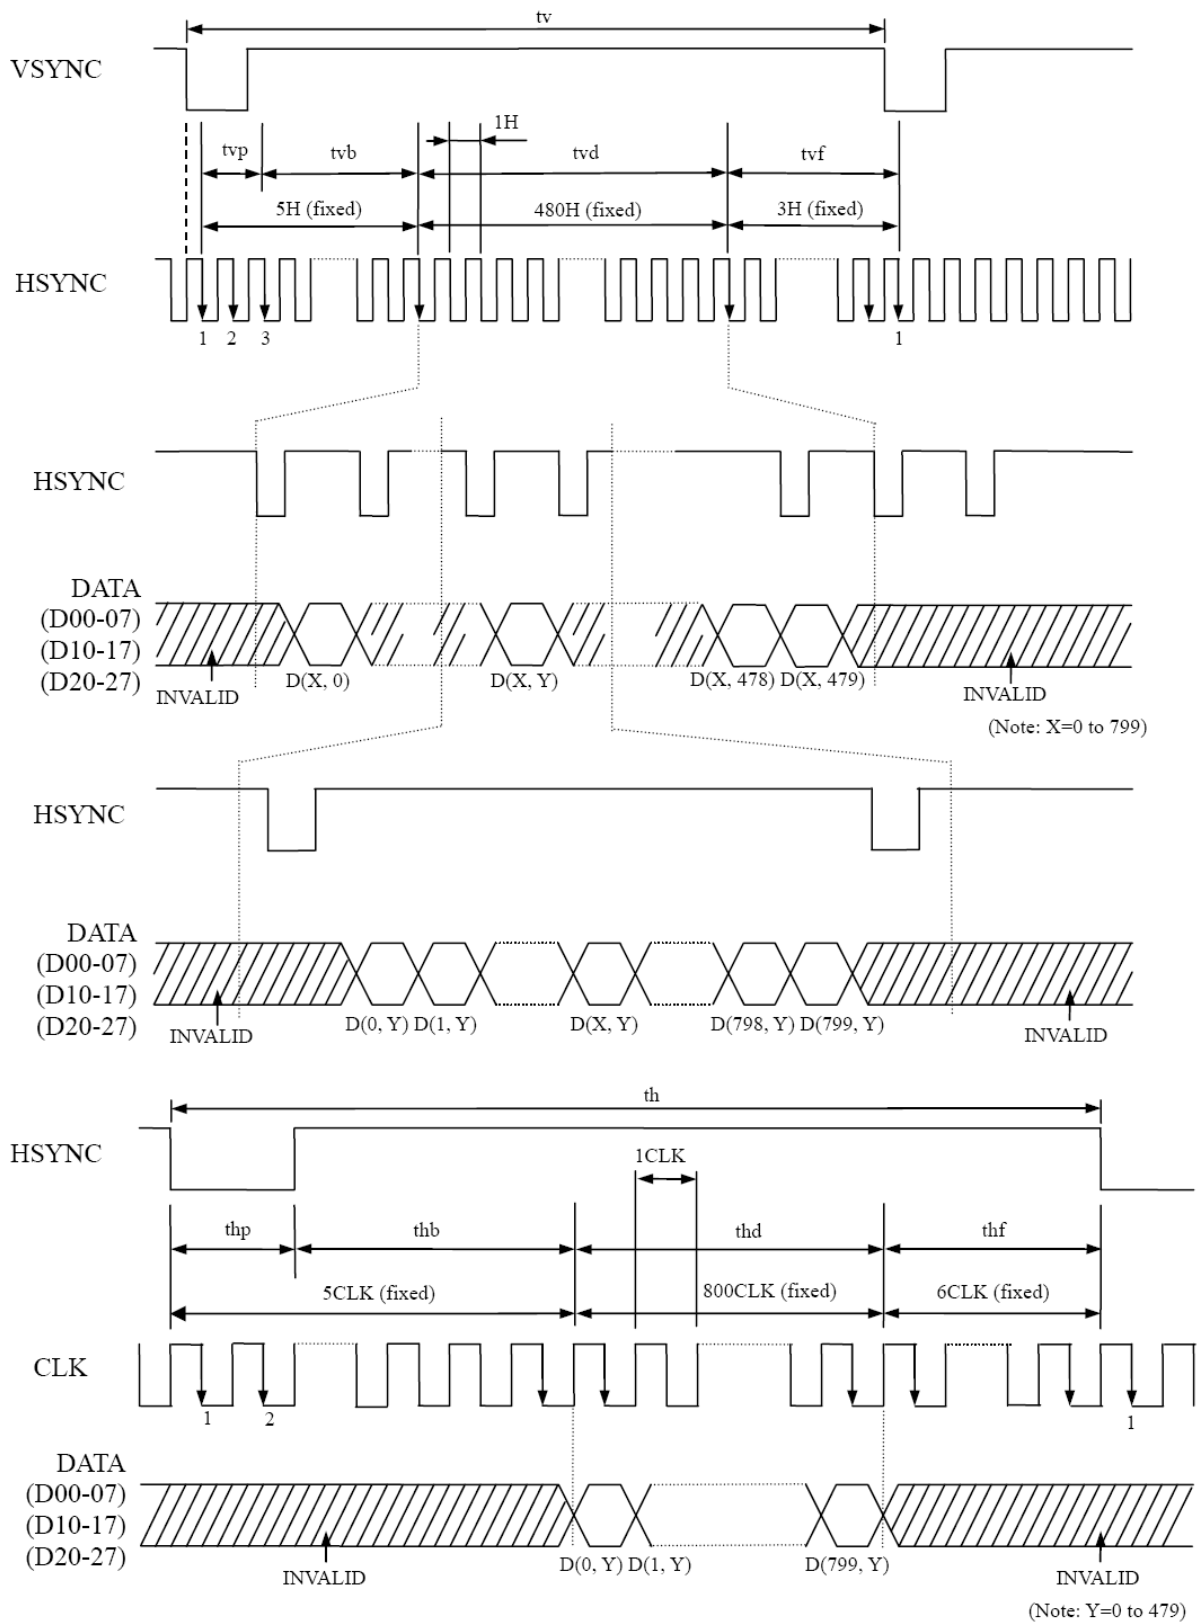 tv
VSYNC
1H
tvp tvb tvd tvf
5H (fixed) 480H (fixed) 3H (fixed)
HSYNC
1 2 3 1
HSYNC
DATA
(D00-07)
(D10-17)
(D20-27)
INVALID D(X, 0) D(X, Y) D(X, 478) D(X, 479) INVALID
(Note: X=0 to 799)
HSYNC
DATA
(D00-07)
(D10-17)
(D20-27)
INVALID D(0, Y) D(1, Y) D(X, Y) D(798, Y) D(799, Y) INVALID
th
HSYNC
1CLK
thp thb thd thf
5CLK (fixed) 800CLK (fixed) 6CLK (fixed)
CLK
1 2 1
DATA
(D00-07)
(D10-17)
(D20-27)
INVALID D(0, Y) D(1, Y) D(799, Y) INVALID
(Note: Y=0 to 479)